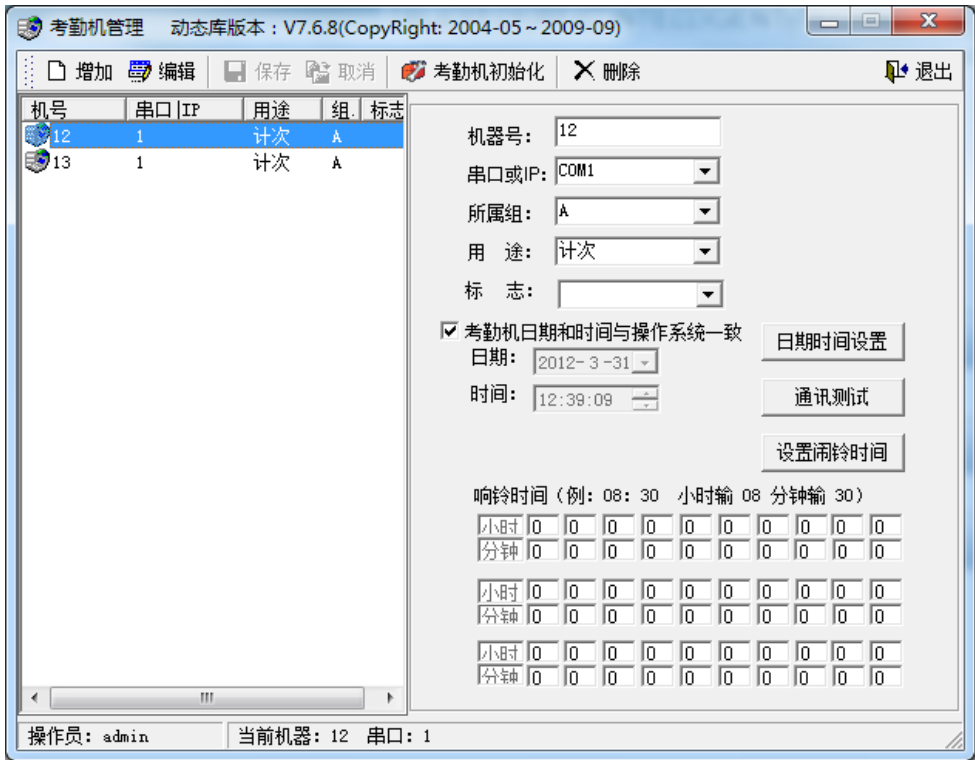 考勤机管理 动态库版本：V7.6.8(CopyRight: 2004-05～2009-09)
增加 编辑 保存 取消 考勤机初始化 删除 退出
机号 串口|IP 用途 组. 标志
12 1 计次 A
13 1 计次 A
机器号： 12
串口或IP： COM1
所属组： A
用 途： 计次
标 志：
考勤机日期和时间与操作系统一致
日期： 2012- 3 -31
时间： 12:39:09
日期时间设置
通讯测试
设置闹铃时间
响铃时间（例：08：30 小时输 08 分钟输 30）
小时 0 0 0 0 0 0 0 0 0 0
分钟 0 0 0 0 0 0 0 0 0 0
小时 0 0 0 0 0 0 0 0 0 0
分钟 0 0 0 0 0 0 0 0 0 0
小时 0 0 0 0 0 0 0 0 0 0
分钟 0 0 0 0 0 0 0 0 0 0
操作员：admin 当前机器：12 串口：1